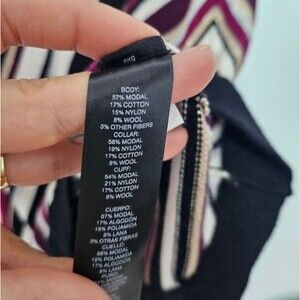 BODY:
57% MODAL
17% COTTON
15% NYLON
8% WOOL
3% OTHER FIBERS
COLLAR:
56% MODAL
19% NYLON
17% COTTON
8% WOOL
CUFF:
54% MODAL
21% NYLON
17% COTTON
8% WOOL
CUERPO:
57% MODAL
17% ALGODÓN
15% POLIAMIDA
8% LANA
3% OTRAS FIBRAS
CUELLO:
56% MODAL
19% POLIAMIDA
17% ALGODÓN
8% LANA
PUÑO: